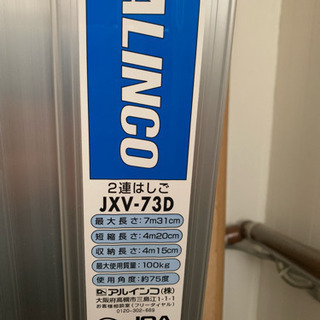 ALINCO
2連はしご
JXV-73D
最大長さ:7m31cm
短縮長さ:4m20cm
収納長さ:4m15cm
最大使用質量:100kg
使用角度:約75度
アルインコ(株)
大阪府高槻市三島江1-1-1
お客様相談室(フリーダイヤル)
0120-302-669